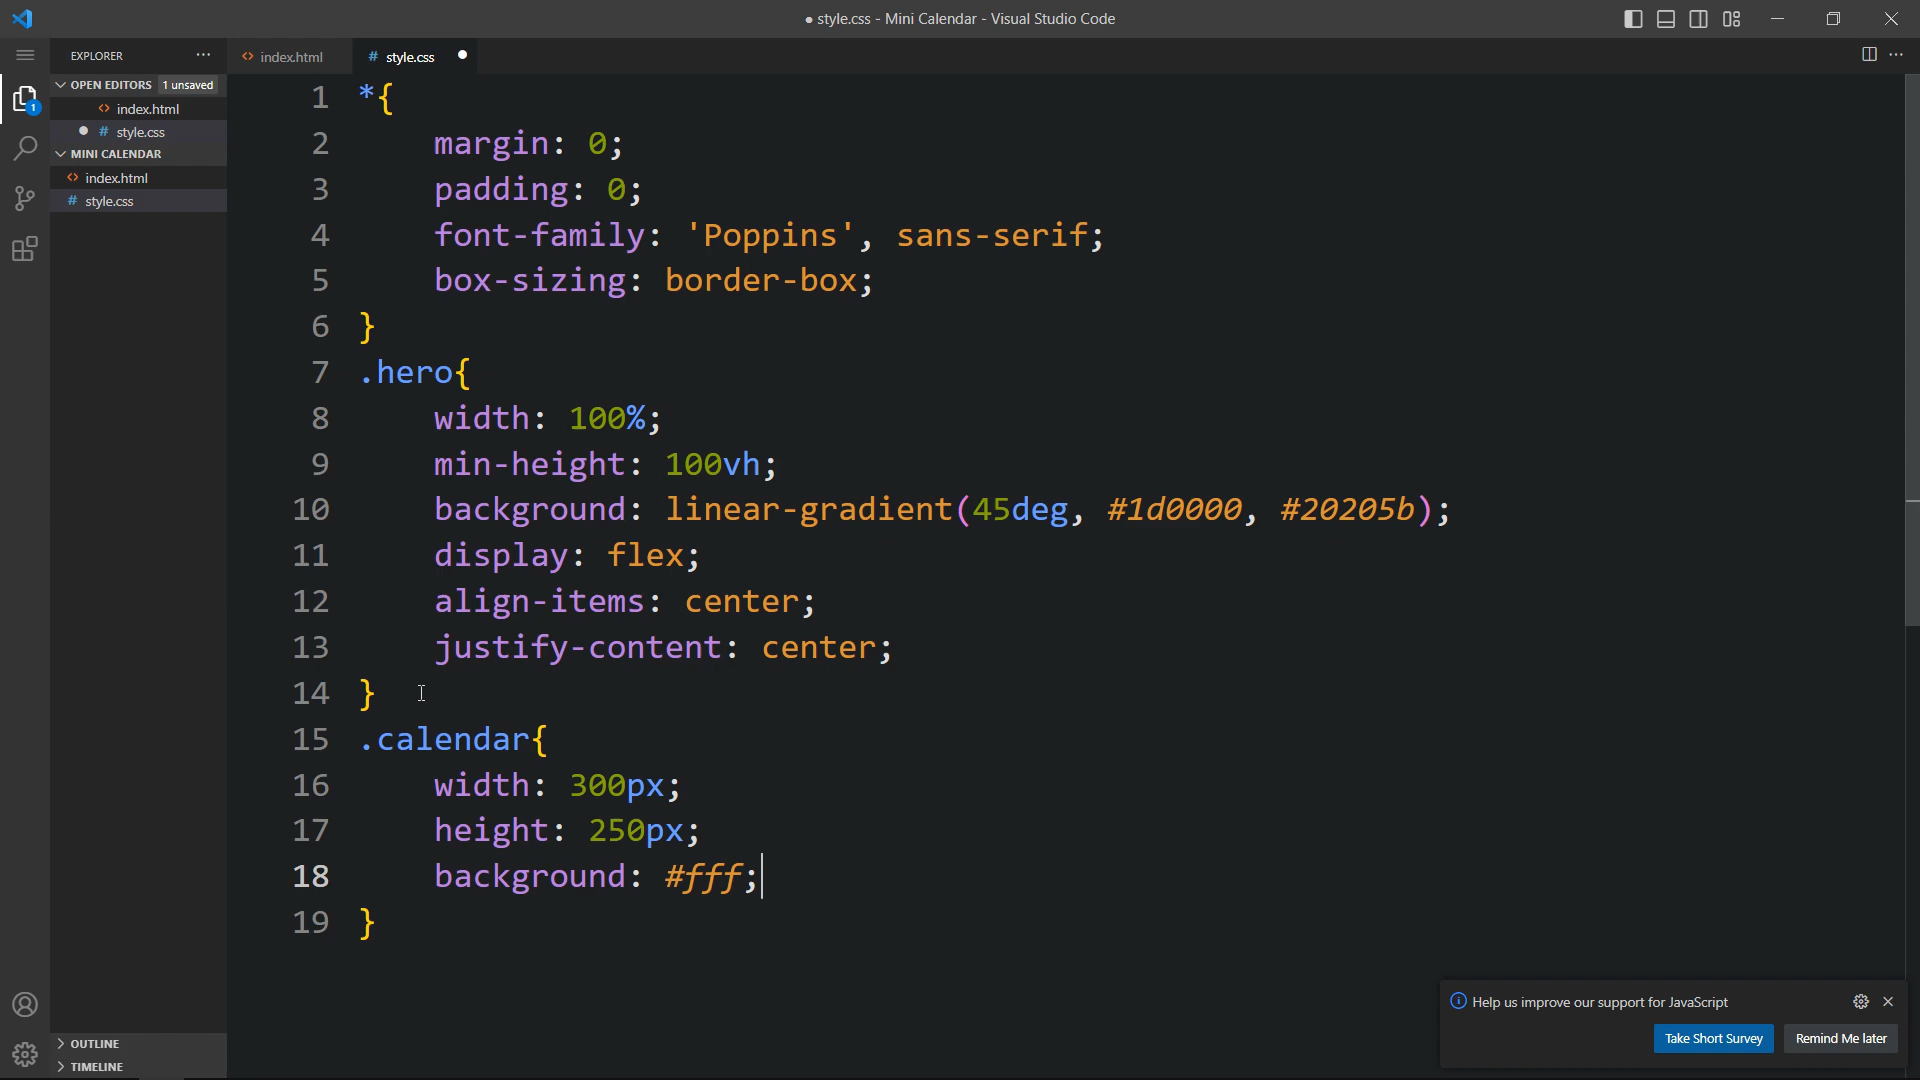 ● style.css - Mini Calendar - Visual Studio Code
EXPLORER
index.html
# style.css
OPEN EDITORS 1 unsaved
index.html
# style.css
MINI CALENDAR
index.html
# style.css
1
OUTLINE
TIMELINE
1 *{
2 margin: 0;
3 padding: 0;
4 font-family: 'Poppins', sans-serif;
5 box-sizing: border-box;
6 }
7 .hero{
8 width: 100%;
9 min-height: 100vh;
10 background: linear-gradient(45deg, #1d0000, #20205b);
11 display: flex;
12 align-items: center;
13 justify-content: center;
14 }
15 .calendar{
16 width: 300px;
17 height: 250px;
18 background: #fff;
19 }
Help us improve our support for JavaScript
Take Short Survey
Remind Me later